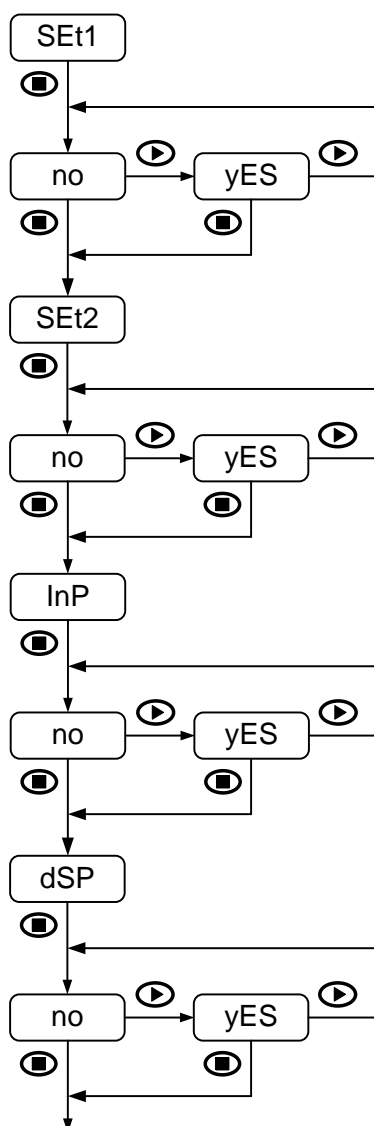 SEt1
no yES
SEt2
no yES
InP
no yES
dSP
no yES